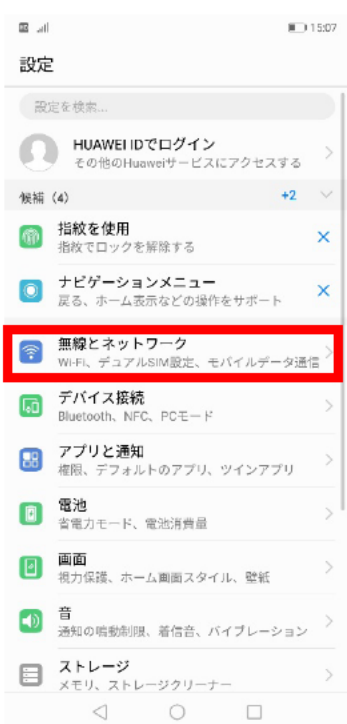 15:07
設定
設定を検索...
HUAWEI IDでログイン
その他のHuaweiサービスにアクセスする
候補 (4)
+2
指紋を使用
指紋でロックを解除する
ナビゲーションメニュー
戻る、ホーム表示などの操作をサポート
無線とネットワーク
Wi-Fi、デュアルSIM設定、モバイルデータ通信
デバイス接続
Bluetooth、NFC、PCモード
アプリと通知
権限、デフォルトのアプリ、ツインアプリ
電池
省電力モード、電池消費量
画面
視力保護、ホーム画面スタイル、壁紙
音
通知の鳴動制限、着信音、バイブレーション
ストレージ
メモリ、ストレージクリーナー